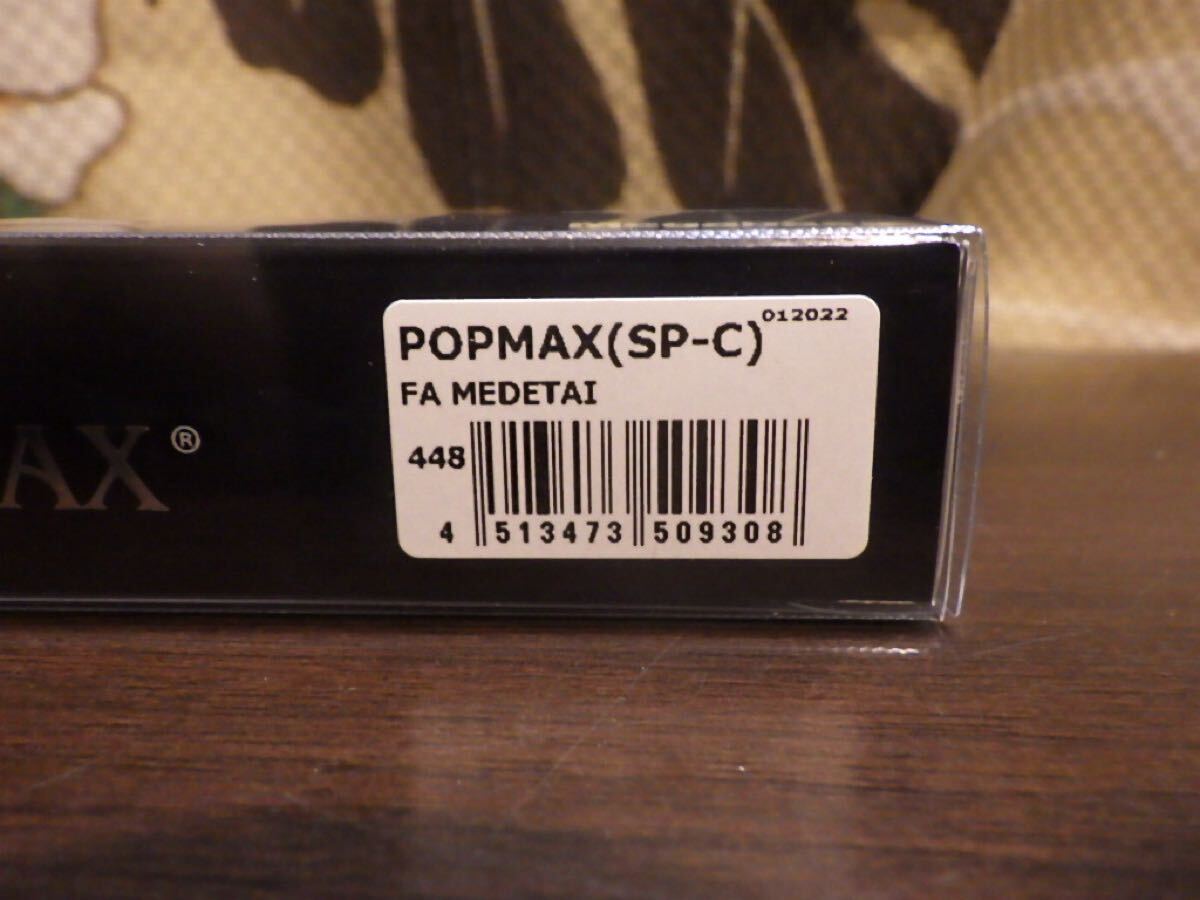 POPMAX(SP-C)
012022
FA MEDETAI
448
4 513473 509308
AX®